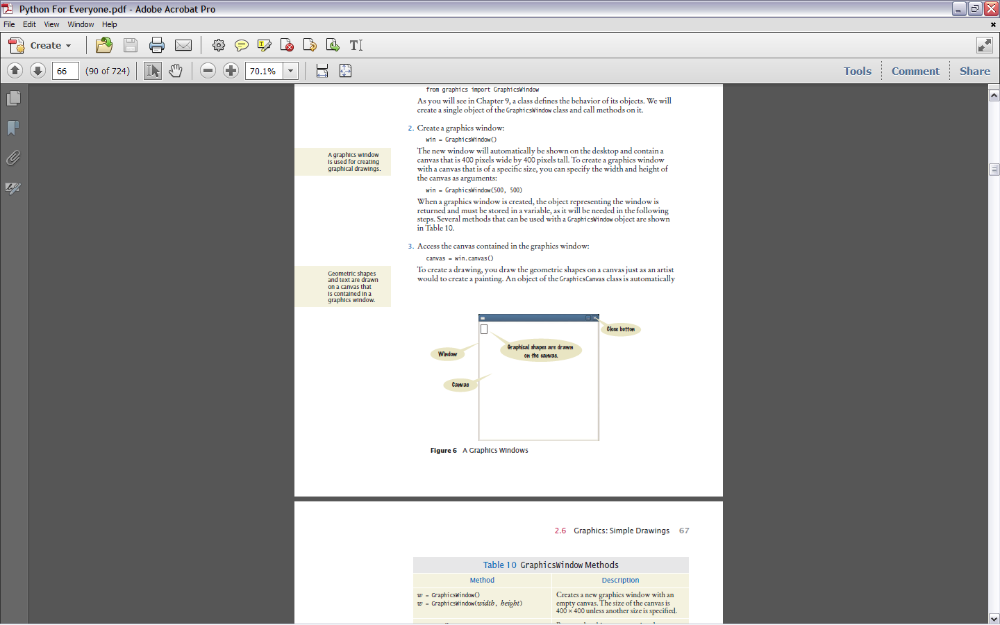 Python For Everyone.pdf - Adobe Acrobat Pro
File Edit View Window Help
Create
66 (90 of 724) 70.1% Tools Comment Share
from graphics import GraphicsWindow
As you will see in Chapter 9, a class defines the behavior of its objects. We will
create a single object of the GraphicsWindow class and call methods on it.
2. Create a graphics window:
win = GraphicsWindow()
A graphics window
is used for creating
graphical drawings.
The new window will automatically be shown on the desktop and contain a
canvas that is 400 pixels wide by 400 pixels tall. To create a graphics window
with a canvas that is of a specific size, you can specify the width and height of
the canvas as arguments:
win = GraphicsWindow(500, 500)
When a graphics window is created, the object representing the window is
returned and must be stored in a variable, as it will be needed in the following
steps. Several methods that can be used with a GraphicsWindow object are shown
in Table 10.
3. Access the canvas contained in the graphics window:
canvas = win.canvas()
Geometric shapes
and text are drawn
on a canvas that
is contained in a
graphics window.
To create a drawing, you draw the geometric shapes on a canvas just as an artist
would to create a painting. An object of the GraphicsCanvas class is automatically
Close button
Graphical shapes are drawn
on the canvas.
Window
Canvas
Figure 6 A Graphics Windows
2.6 Graphics: Simple Drawings 67
Table 10 GraphicsWindow Methods
Method Description
w = GraphicsWindow()
w = GraphicsWindow(width, height)
Creates a new graphics window with an
empty canvas. The size of the canvas is
400 × 400 unless another size is specified.